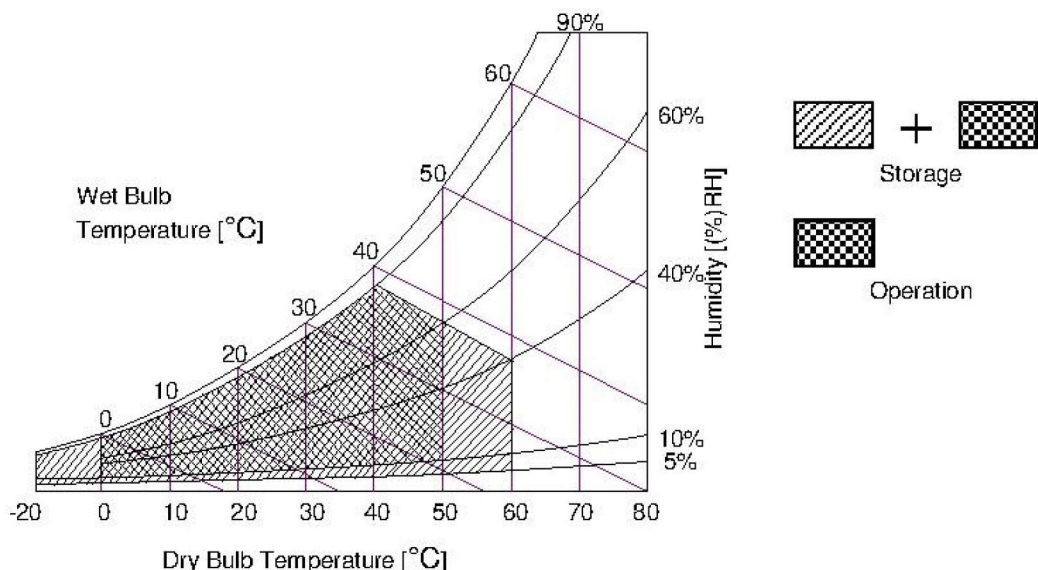 90%
60
60%
50
Wet Bulb
Temperature [°C]
40
40%
30
20
10
0
10%
5%
-20 0 10 20 30 40 50 60 70 80
Dry Bulb Temperature [°C]
Humidity [(%)RH]
+
Storage
Operation